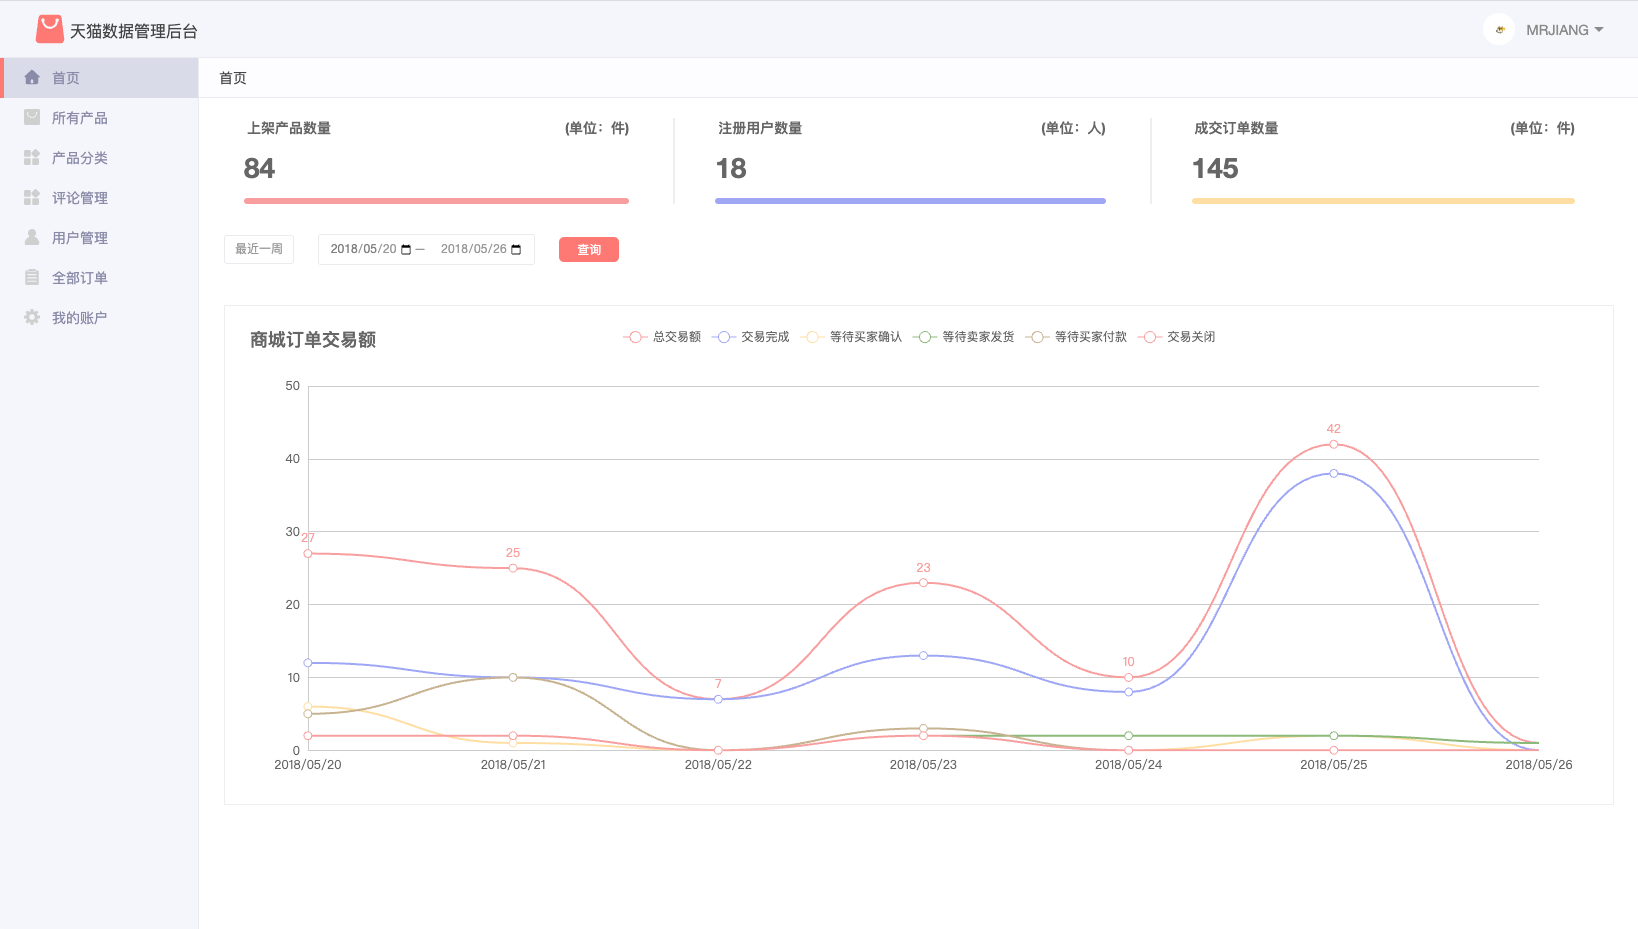 天猫数据管理后台
MRJIANG
首页
所有产品
产品分类
评论管理
用户管理
全部订单
我的账户
首页
上架产品数量 (单位：件)
84
注册用户数量 (单位：人)
18
成交订单数量 (单位：件)
145
最近一周 2018/05/20 — 2018/05/26 查询
商城订单交易额
总交易额 交易完成 等待买家确认 等待卖家发货 等待买家付款 交易关闭
50
40
30
20
10
0
27
25
7
23
10
42
2018/05/20 2018/05/21 2018/05/22 2018/05/23 2018/05/24 2018/05/25 2018/05/26